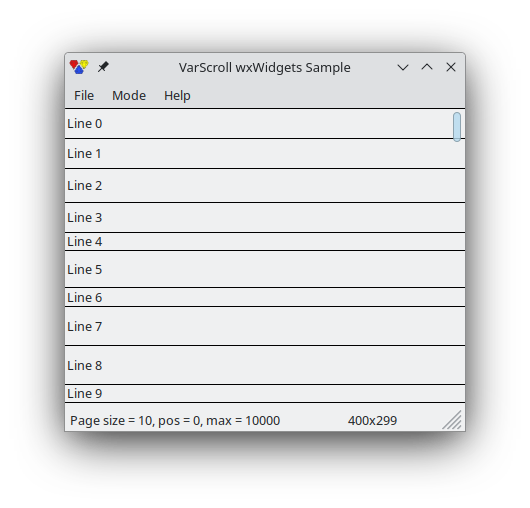 VarScroll wxWidgets Sample
File Mode Help
Line 0
Line 1
Line 2
Line 3
Line 4
Line 5
Line 6
Line 7
Line 8
Line 9
Page size = 10, pos = 0, max = 10000 400x299